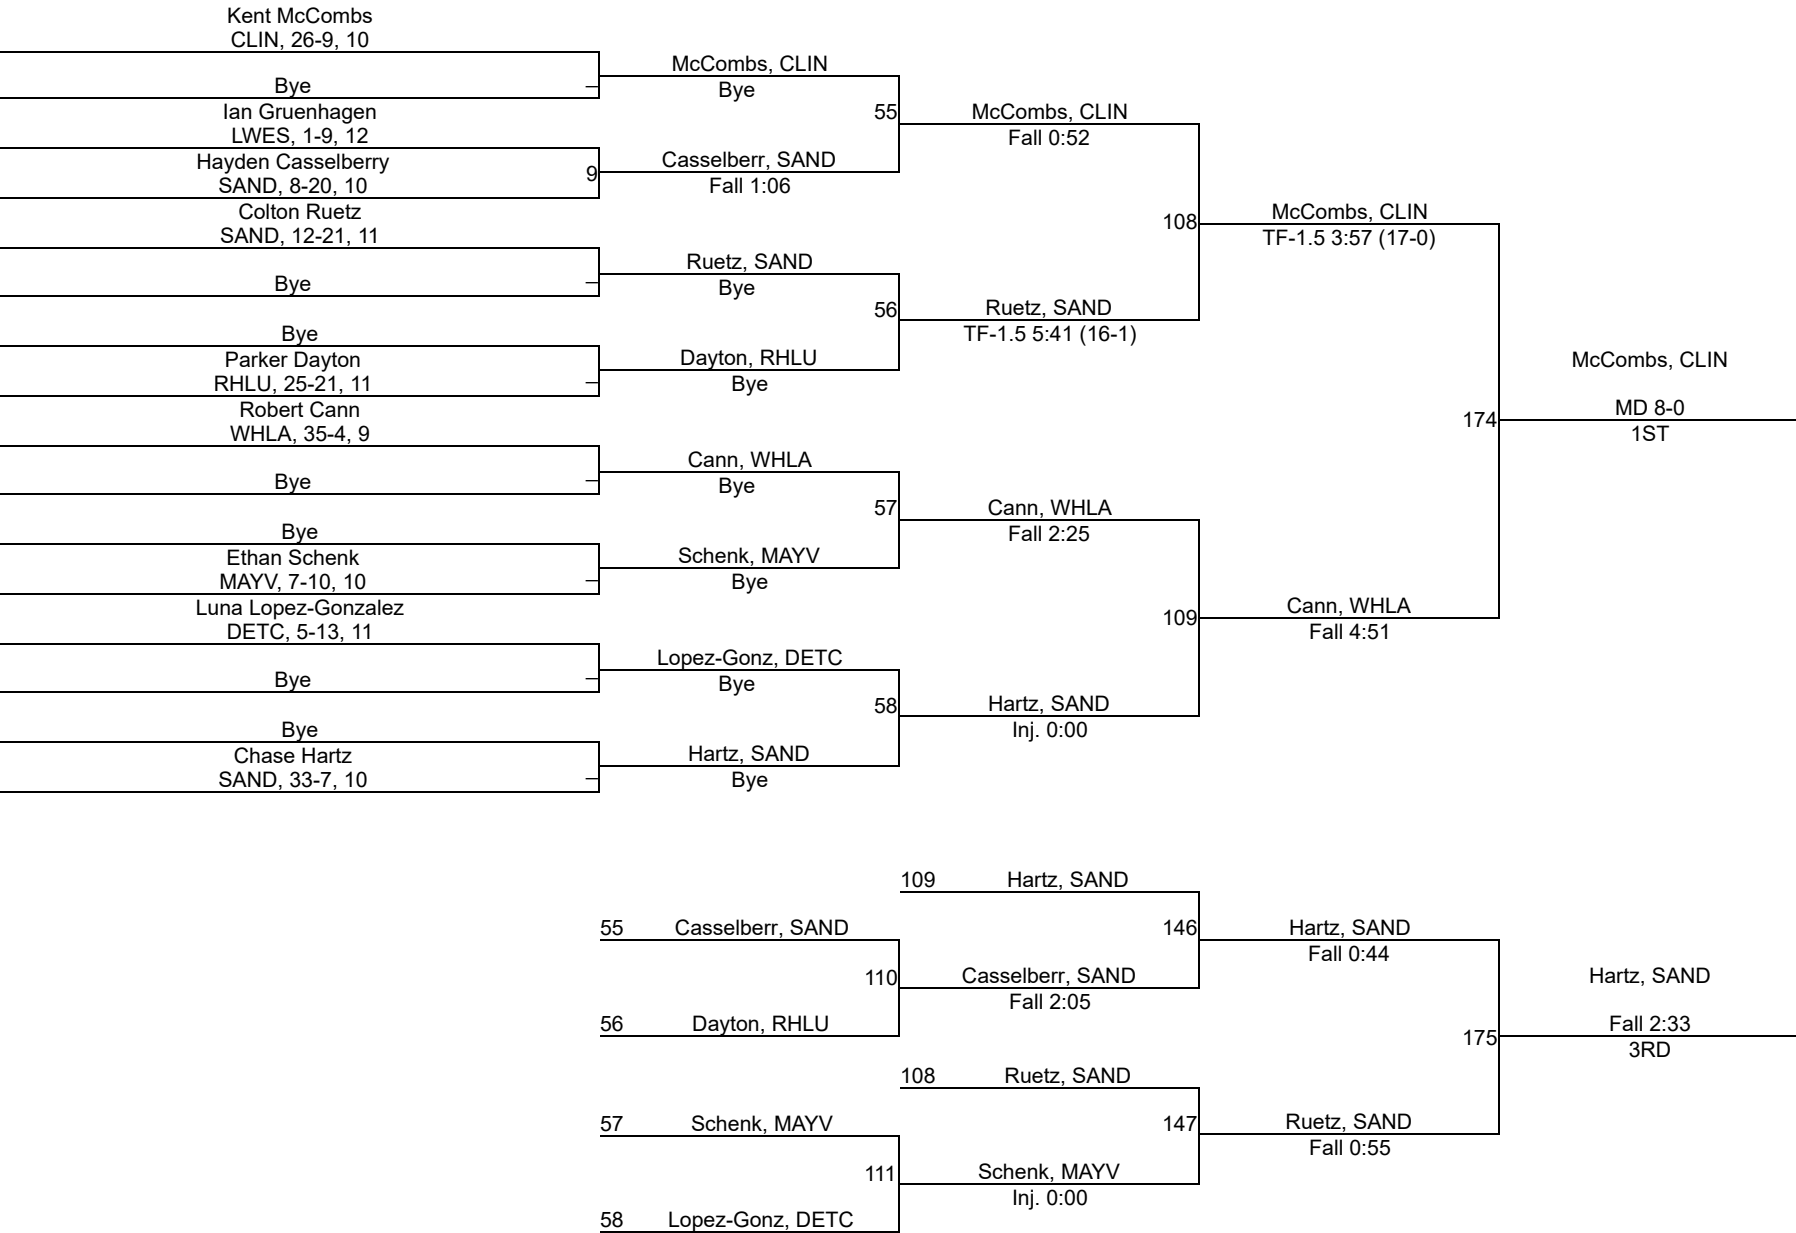 Kent McCombs
CLIN, 26-9, 10
Bye
–
Ian Gruenhagen
LWES, 1-9, 12
Hayden Casselberry
SAND, 8-20, 10
9
Colton Ruetz
SAND, 12-21, 11
Bye
–
Bye
Parker Dayton
RHLU, 25-21, 11
–
Robert Cann
WHLA, 35-4, 9
Bye
–
Bye
Ethan Schenk
MAYV, 7-10, 10
–
Luna Lopez-Gonzalez
DETC, 5-13, 11
Bye
–
Bye
Chase Hartz
SAND, 33-7, 10
–
McCombs, CLIN
Bye
55
Casselberr, SAND
Fall 1:06
Ruetz, SAND
Bye
56
Dayton, RHLU
Bye
Cann, WHLA
Bye
57
Schenk, MAYV
Bye
Lopez-Gonz, DETC
Bye
58
Hartz, SAND
Bye
McCombs, CLIN
Fall 0:52
108
Ruetz, SAND
TF-1.5 5:41 (16-1)
Cann, WHLA
Fall 2:25
109
Hartz, SAND
Inj. 0:00
McCombs, CLIN
TF-1.5 3:57 (17-0)
174
Cann, WHLA
Fall 4:51
McCombs, CLIN
MD 8-0
1ST
55 Casselberr, SAND
110
56 Dayton, RHLU
57 Schenk, MAYV
111
58 Lopez-Gonz, DETC
109 Hartz, SAND
146
Casselberr, SAND
Fall 2:05
108 Ruetz, SAND
147
Schenk, MAYV
Inj. 0:00
Hartz, SAND
Fall 0:44
175
Ruetz, SAND
Fall 0:55
Hartz, SAND
Fall 2:33
3RD